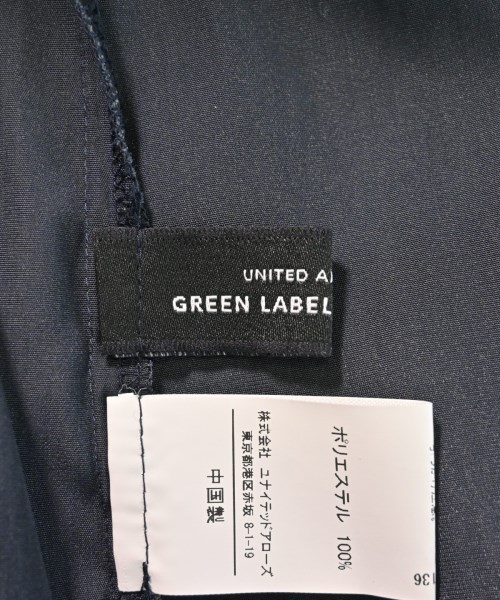 UNITED A
GREEN LABEL
ポリエステル 100%
株式会社 ユナイテッドアローズ
東京都港区赤坂 8-1-19
中国製
136